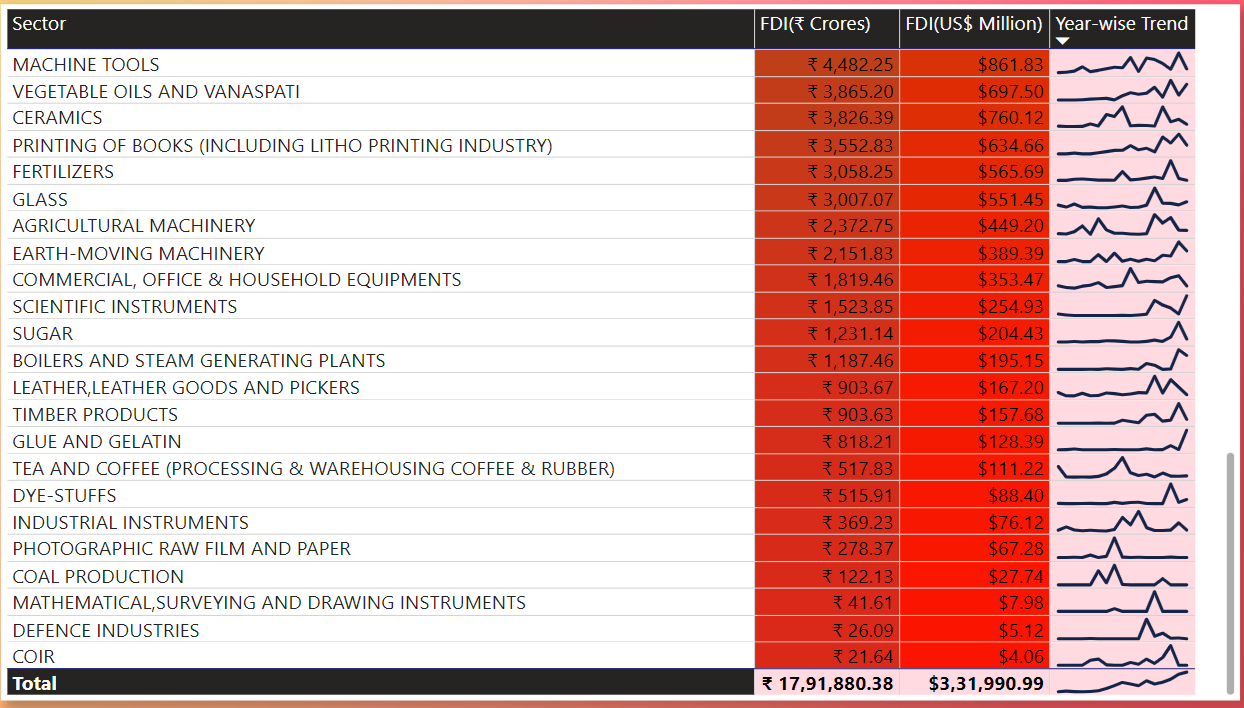 Sector FDI(₹ Crores) FDI(US$ Million) Year-wise Trend
MACHINE TOOLS ₹ 4,482.25 $861.83
VEGETABLE OILS AND VANASPATI ₹ 3,865.20 $697.50
CERAMICS ₹ 3,826.39 $760.12
PRINTING OF BOOKS (INCLUDING LITHO PRINTING INDUSTRY) ₹ 3,552.83 $634.66
FERTILIZERS ₹ 3,058.25 $565.69
GLASS ₹ 3,007.07 $551.45
AGRICULTURAL MACHINERY ₹ 2,372.75 $449.20
EARTH-MOVING MACHINERY ₹ 2,151.83 $389.39
COMMERCIAL, OFFICE & HOUSEHOLD EQUIPMENTS ₹ 1,819.46 $353.47
SCIENTIFIC INSTRUMENTS ₹ 1,523.85 $254.93
SUGAR ₹ 1,231.14 $204.43
BOILERS AND STEAM GENERATING PLANTS ₹ 1,187.46 $195.15
LEATHER,LEATHER GOODS AND PICKERS ₹ 903.67 $167.20
TIMBER PRODUCTS ₹ 903.63 $157.68
GLUE AND GELATIN ₹ 818.21 $128.39
TEA AND COFFEE (PROCESSING & WAREHOUSING COFFEE & RUBBER) ₹ 517.83 $111.22
DYE-STUFFS ₹ 515.91 $88.40
INDUSTRIAL INSTRUMENTS ₹ 369.23 $76.12
PHOTOGRAPHIC RAW FILM AND PAPER ₹ 278.37 $67.28
COAL PRODUCTION ₹ 122.13 $27.74
MATHEMATICAL,SURVEYING AND DRAWING INSTRUMENTS ₹ 41.61 $7.98
DEFENCE INDUSTRIES ₹ 26.09 $5.12
COIR ₹ 21.64 $4.06
Total ₹ 17,91,880.38 $3,31,990.99